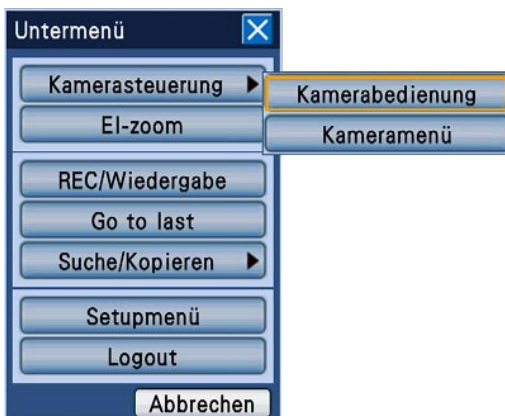 Untermenü
Kamerasteuerung
Kamerabedienung
El-zoom
Kameramenü
REC/Wiedergabe
Go to last
Suche/Kopieren
Setupmenü
Logout
Abbrechen